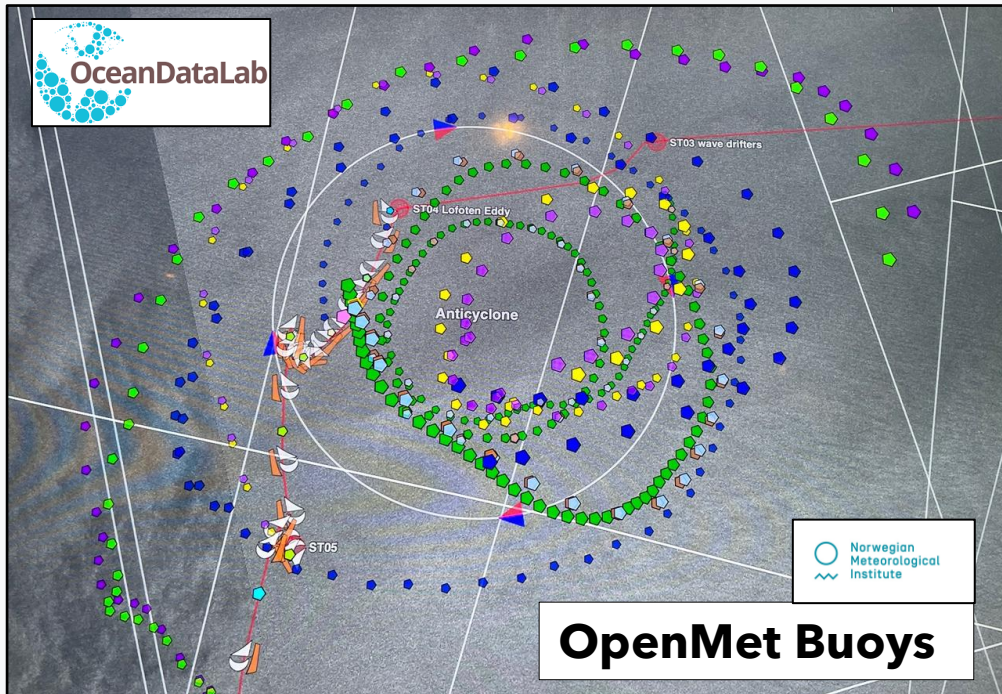 OceanDataLab
ST03 wave drifters
ST04 Lofoten Eddy
Anticyclone
ST05
Norwegian
Meteorological
Institute
OpenMet Buoys